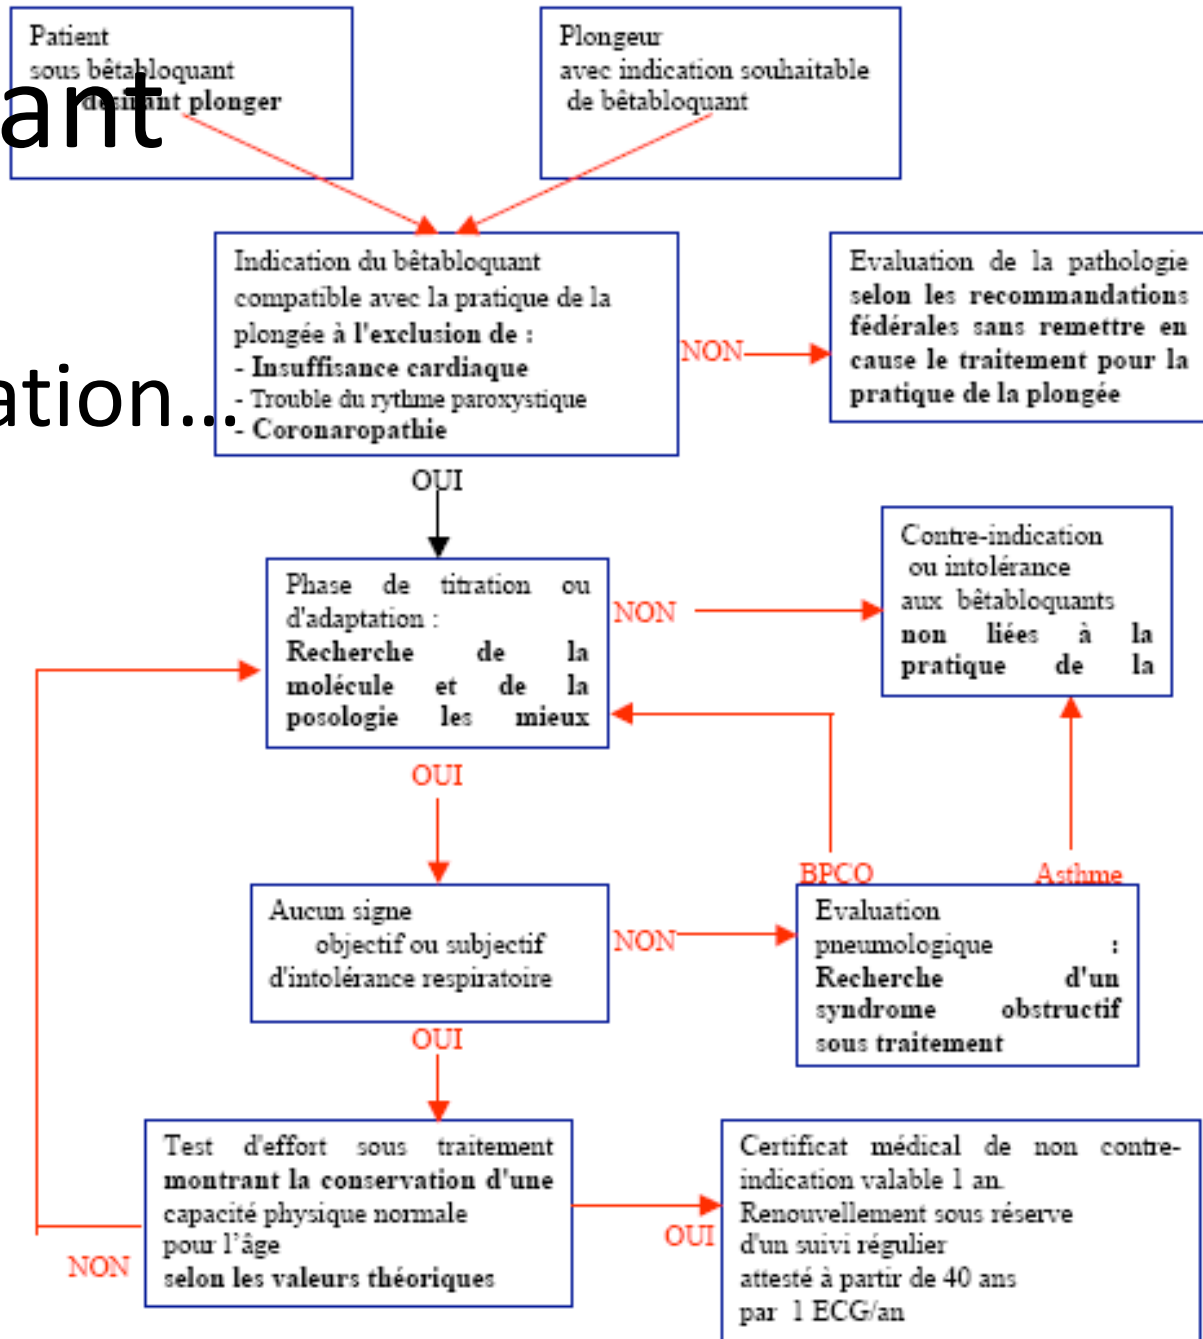 Patient
sous bêtabloquant
désirant plonger
ant
Plongeur
avec indication souhaitable
de bêtabloquant
Indication du bêtabloquant
compatible avec la pratique de la
plongée à l'exclusion de :
- Insuffisance cardiaque
- Trouble du rythme paroxystique
- Coronaropathie
ation...
NON
Evaluation de la pathologie
selon les recommandations
fédérales sans remettre en
cause le traitement pour la
pratique de la plongée
OUI
Phase de titration ou
d'adaptation :
Recherche de la
molécule et de la
posologie les mieux
NON
Contre-indication
ou intolérance
aux bêtabloquants
non liées à la
pratique de la
OUI
BPCO
Asthme
Aucun signe
objectif ou subjectif
d'intolérance respiratoire
NON
Evaluation
pneumologique :
Recherche d'un
syndrome obstructif
sous traitement
OUI
Test d'effort sous traitement
montrant la conservation d'une
capacité physique normale
pour l’âge
selon les valeurs théoriques
NON
OUI
Certificat médical de non contre-
indication valable 1 an.
Renouvellement sous réserve
d'un suivi régulier
attesté à partir de 40 ans
par 1 ECG/an